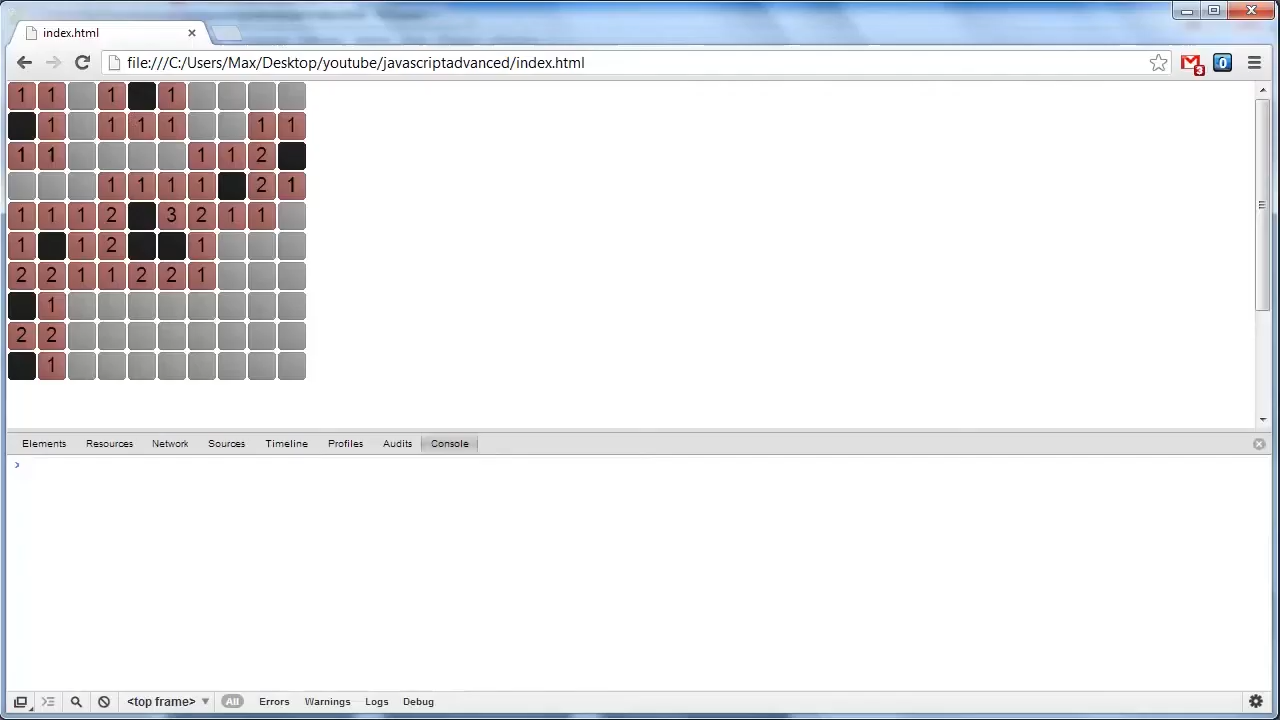 index.html
file:///C:/Users/Max/Desktop/youtube/javascriptadvanced/index.html
3
0
1 1 1 1
1 1 1 1 1 1
1 1 1 1 2
1 1 1 1 2 1
1 1 1 2 3 2 1 1
1 1 2 1
2 2 1 1 2 2 1
1
2 2
1
Elements Resources Network Sources Timeline Profiles Audits Console
>
<top frame> All Errors Warnings Logs Debug